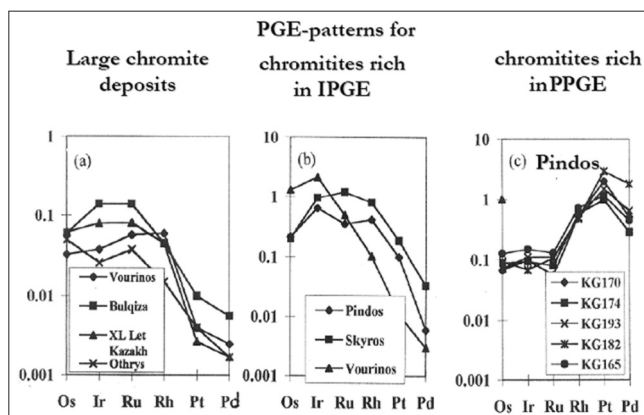 PGE-patterns for
Large chromite
deposits
chromitites rich
in IPGE
chromitites rich
inPPGE
(a)
1
0.1
0.01
0.001
Vourinos
Bulqiza
XL Let
Kazakh
Othrys
Os Ir Ru Rh Pt Pd
(b)
10
1
0.1
0.01
0.001
Pindos
Skyros
Vourinos
Os Ir Ru Rh Pt Pd
(c) Pindos
10
1
0.1
0.01
0.001
KG170
KG174
KG193
KG182
KG165
Os Ir Ru Rh Pt Pd